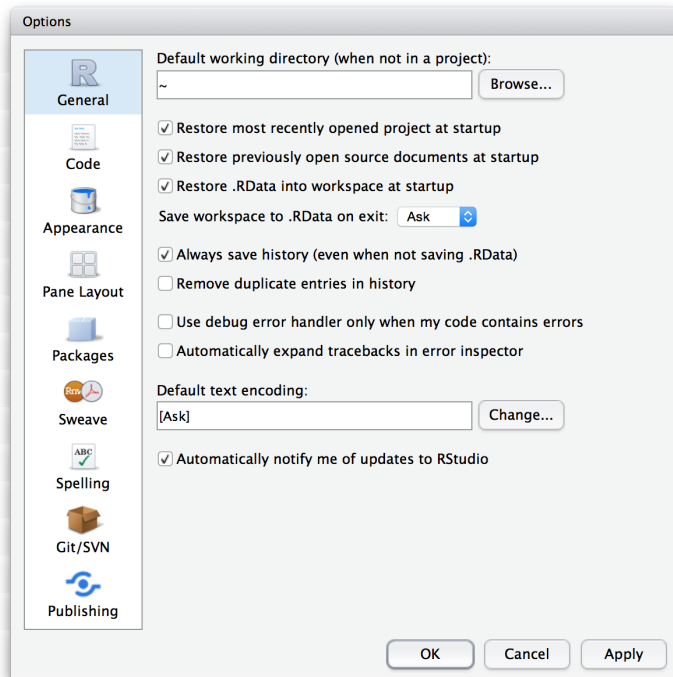 Options
General
Code
Appearance
Pane Layout
Packages
Sweave
ABC
Spelling
Git/SVN
Publishing
Default working directory (when not in a project):
~
Browse...
Restore most recently opened project at startup
Restore previously open source documents at startup
Restore .RData into workspace at startup
Save workspace to .RData on exit: Ask
Always save history (even when not saving .RData)
Remove duplicate entries in history
Use debug error handler only when my code contains errors
Automatically expand tracebacks in error inspector
Default text encoding:
[Ask]
Change...
Automatically notify me of updates to RStudio
OK Cancel Apply